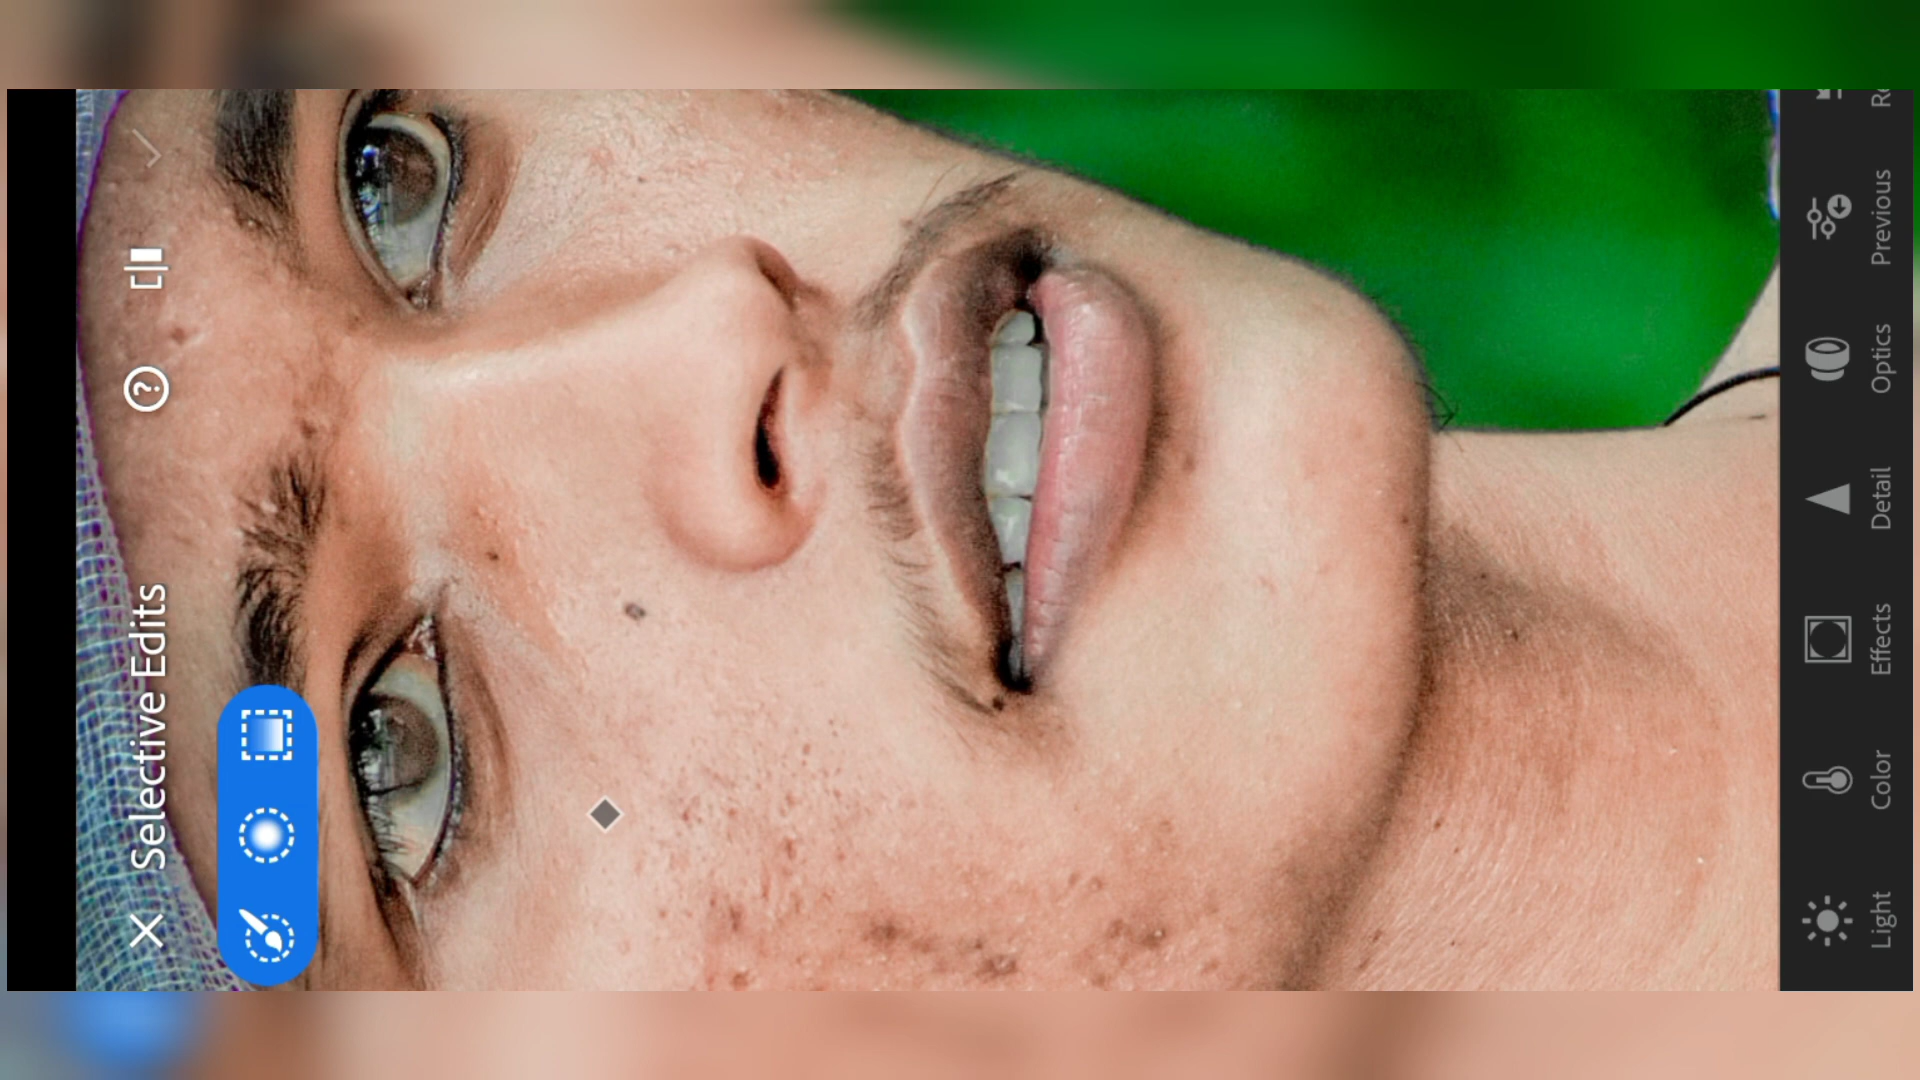 Selective Edits
Light
Color
Effects
Detail
Optics
Previous